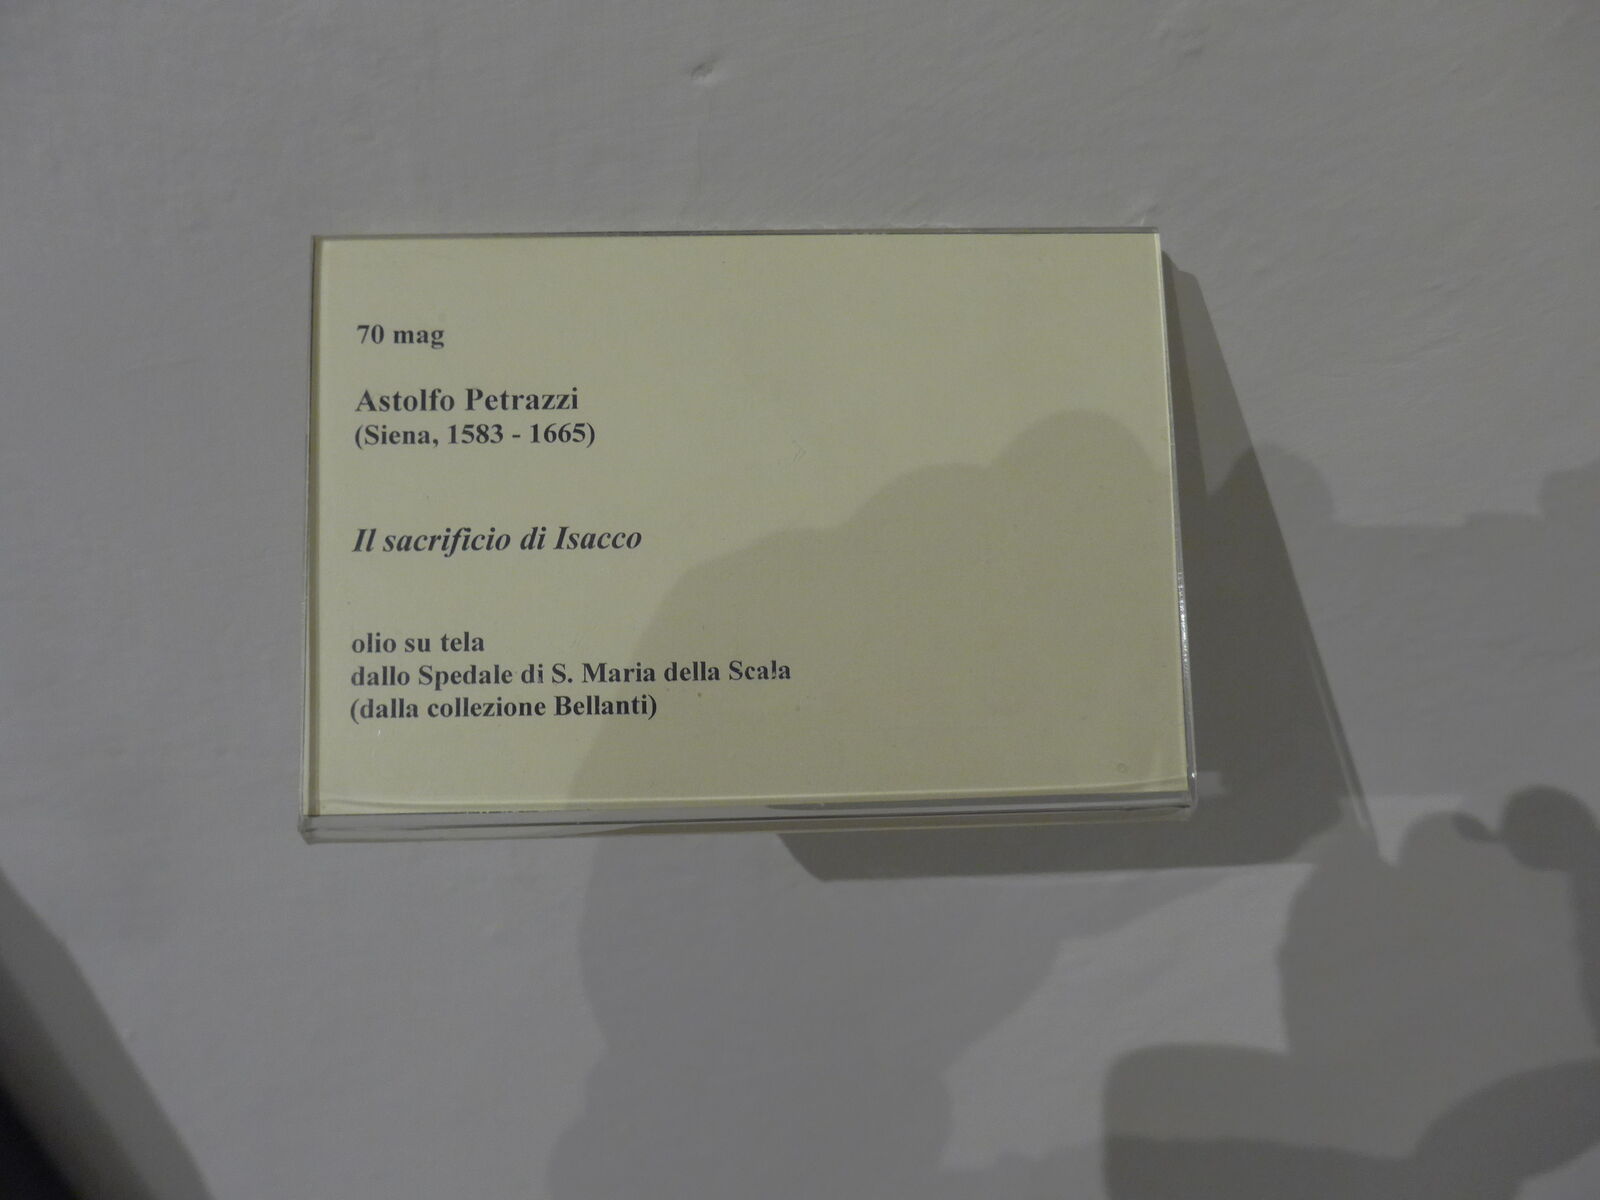 70 mag
Astolfo Petrazzi
(Siena, 1583 - 1665)
Il sacrificio di Isacco
olio su tela
dallo Spedale di S. Maria della Scala
(dalla collezione Bellanti)